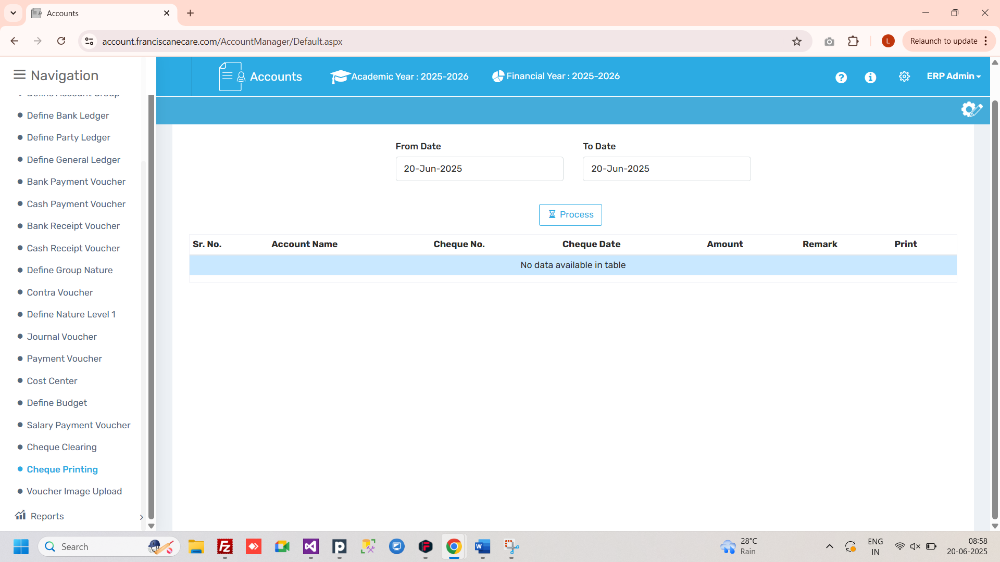 Accounts
account.franciscanecare.com/AccountManager/Default.aspx
L
Relaunch to update
Navigation
Accounts
Academic Year : 2025-2026
Financial Year : 2025-2026
ERP Admin
Define Account Group
Define Bank Ledger
Define Party Ledger
Define General Ledger
Bank Payment Voucher
Cash Payment Voucher
Bank Receipt Voucher
Cash Receipt Voucher
Define Group Nature
Contra Voucher
Define Nature Level 1
Journal Voucher
Payment Voucher
Cost Center
Define Budget
Salary Payment Voucher
Cheque Clearing
Cheque Printing
Voucher Image Upload
Reports
From Date
To Date
20-Jun-2025
20-Jun-2025
Process
Sr. No. Account Name Cheque No. Cheque Date Amount Remark Print
No data available in table
Search
28°C
Rain
ENG
IN
08:58
20-06-2025